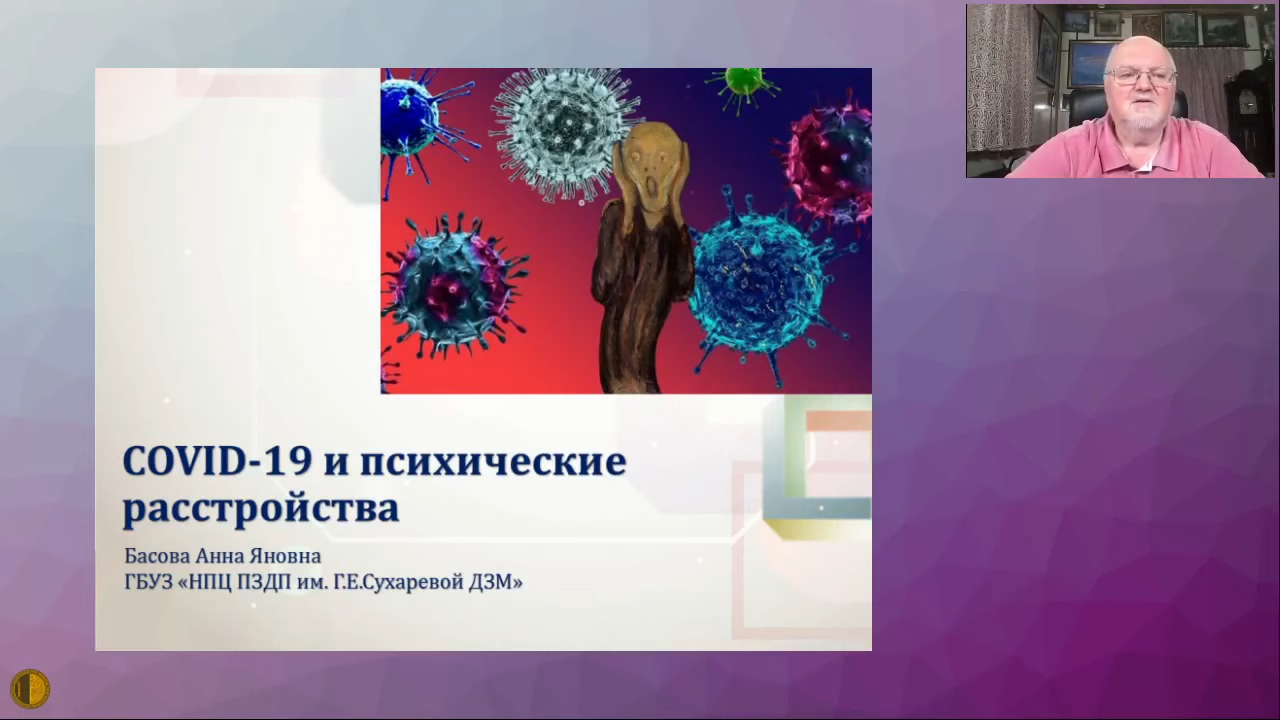 COVID-19 и психические
расстройства
Басова Анна Яновна
ГБУЗ «НПЦ ПЗДП им. Г.Е.Сухаревой ДЗМ»